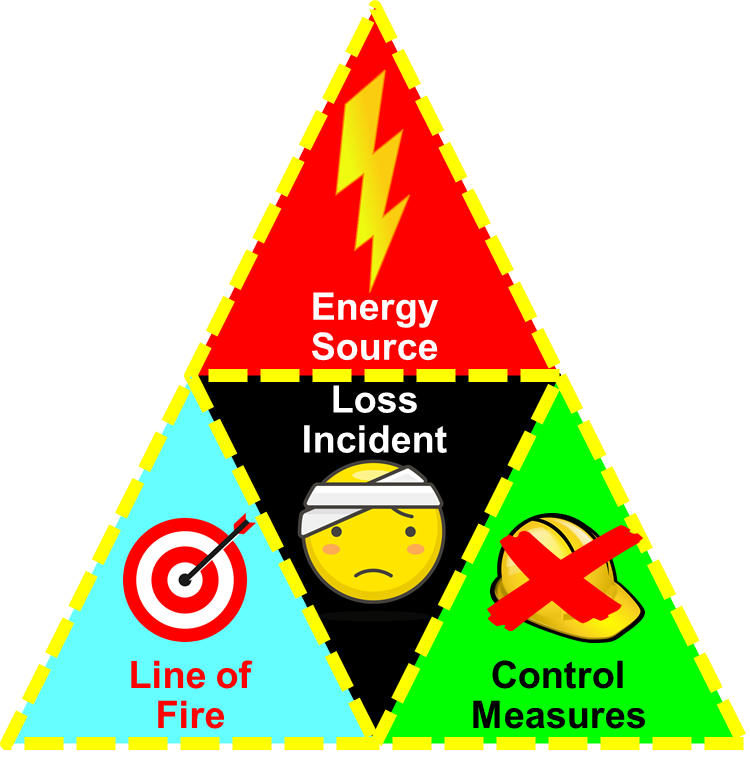 Energy
Source
Loss
Incident
Line of
Fire
Control
Measures